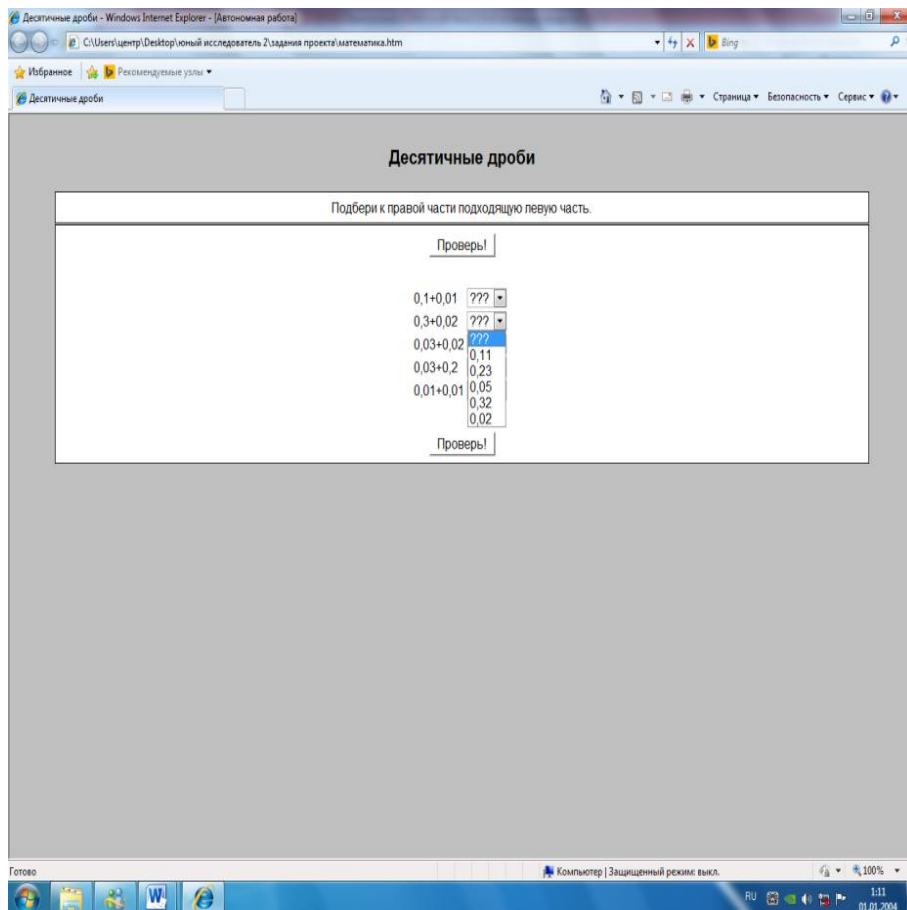 Десятичные дроби - Windows Internet Explorer - [Автономная работа]
C:\Users\центр\Desktop\юный исследователь 2\задания проекта\математика.htm
Bing
Избранное Рекомендуемые узлы
Десятичные дроби
Страница Безопасность Сервис
Десятичные дроби
Подбери к правой части подходящую левую часть.
Проверь!
0,1+0,01 ???
0,3+0,02 ???
???
0,03+0,02
0,11
0,03+0,2 0,23
0,01+0,01 0,05
0,32
0,02
Проверь!
Готово
Компьютер | Защищенный режим: выкл.
100%
RU
1:11
01.01.2004